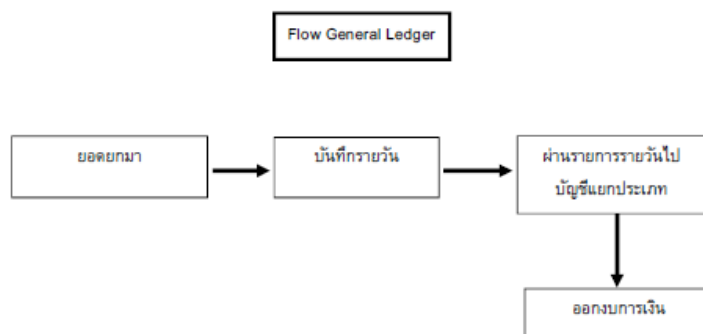 Flow General Ledger
ยอดยกมา
บันทึกรายวัน
ผ่านรายการรายวันไป
บัญชีแยกประเภท
ออกงบการเงิน